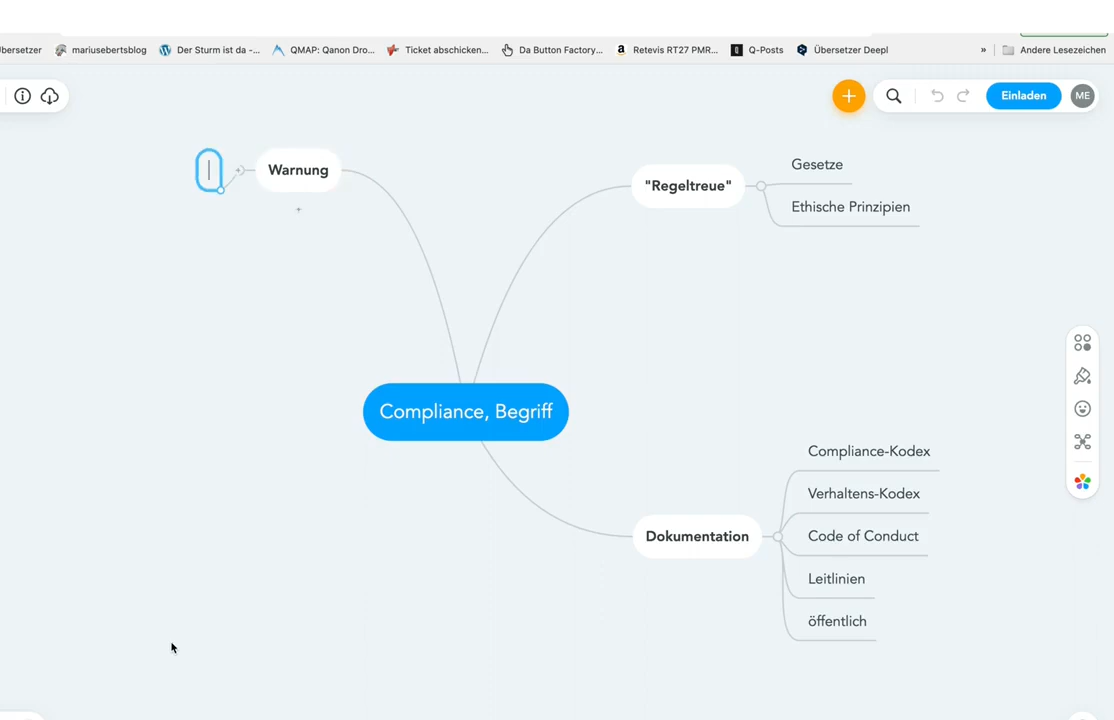 bersetzer mariusebertsblog Der Sturm ist da -... QMAP: Qanon Dro... Ticket abschicken... Da Button Factory... Retevis RT27 PMR... Q-Posts Übersetzer Deepl » Andere Lesezeichen
Einladen ME
Warnung
"Regeltreue"
Gesetze
Ethische Prinzipien
Compliance, Begriff
Dokumentation
Compliance-Kodex
Verhaltens-Kodex
Code of Conduct
Leitlinien
öffentlich